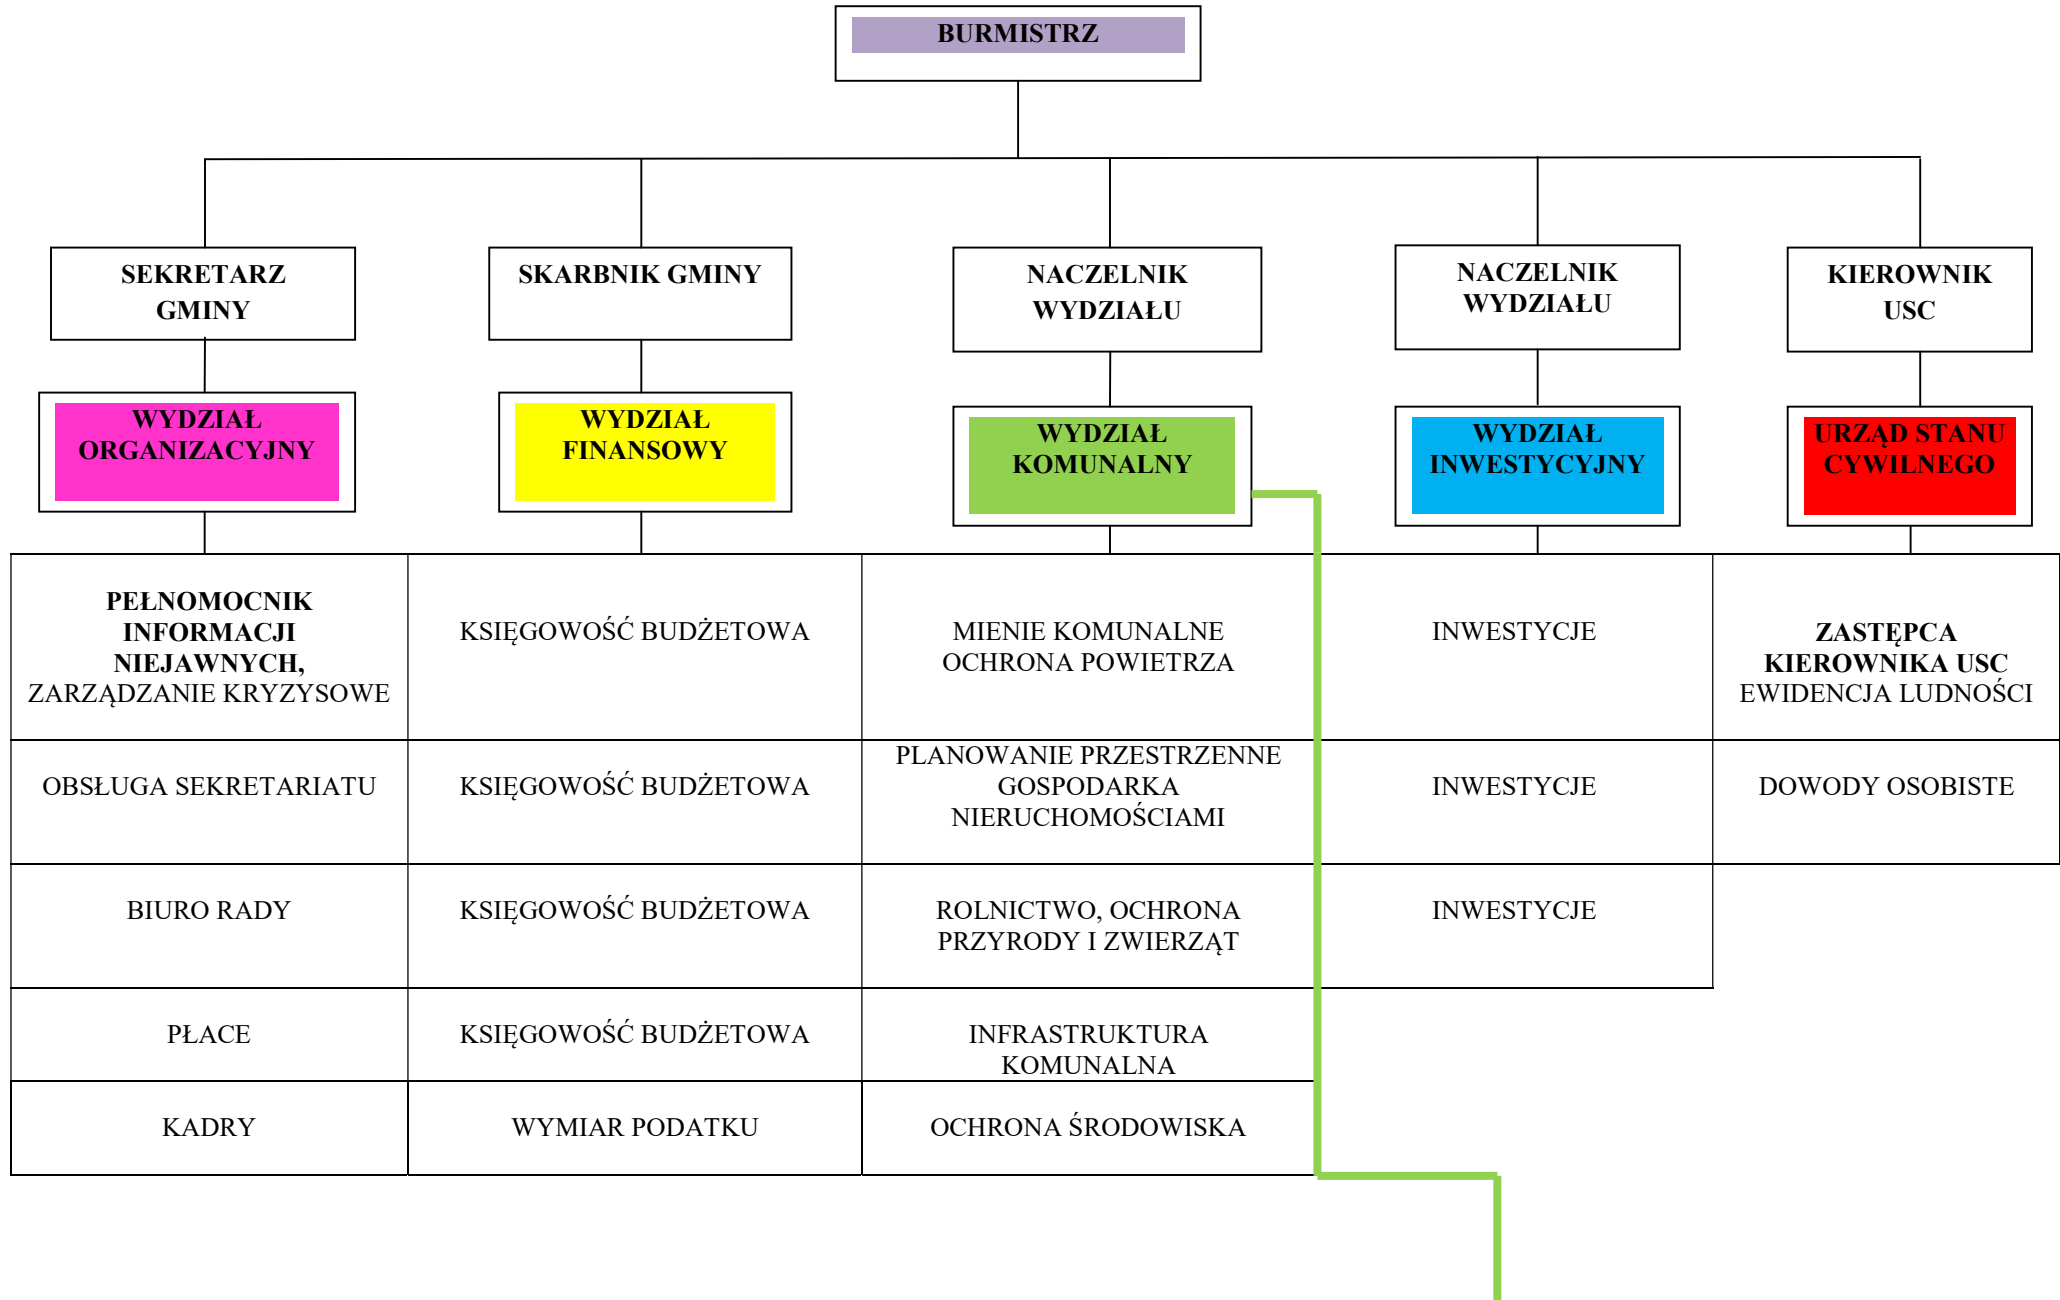 BURMISTRZ
SEKRETARZ
GMINY
SKARBNIK GMINY
NACZELNIK
WYDZIAŁU
NACZELNIK
WYDZIAŁU
KIEROWNIK
USC
WYDZIAŁ
ORGANIZACYJNY
WYDZIAŁ
FINANSOWY
WYDZIAŁ
KOMUNALNY
WYDZIAŁ
INWESTYCYJNY
URZĄD STANU
CYWILNEGO
PEŁNOMOCNIK
INFORMACJI
NIEJAWNYCH,
ZARZĄDZANIE KRYZYSOWE
KSIĘGOWOŚĆ BUDŻETOWA
MIENIE KOMUNALNE
OCHRONA POWIETRZA
INWESTYCJE
ZASTĘPCA
KIEROWNIKA USC
EWIDENCJA LUDNOŚCI
OBSŁUGA SEKRETARIATU
KSIĘGOWOŚĆ BUDŻETOWA
PLANOWANIE PRZESTRZENNE
GOSPODARKA
NIERUCHOMOŚCIAMI
INWESTYCJE
DOWODY OSOBISTE
BIURO RADY
KSIĘGOWOŚĆ BUDŻETOWA
ROLNICTWO, OCHRONA
PRZYRODY I ZWIERZĄT
INWESTYCJE
PŁACE
KSIĘGOWOŚĆ BUDŻETOWA
INFRASTRUKTURA
KOMUNALNA
KADRY
WYMIAR PODATKU
OCHRONA ŚRODOWISKA